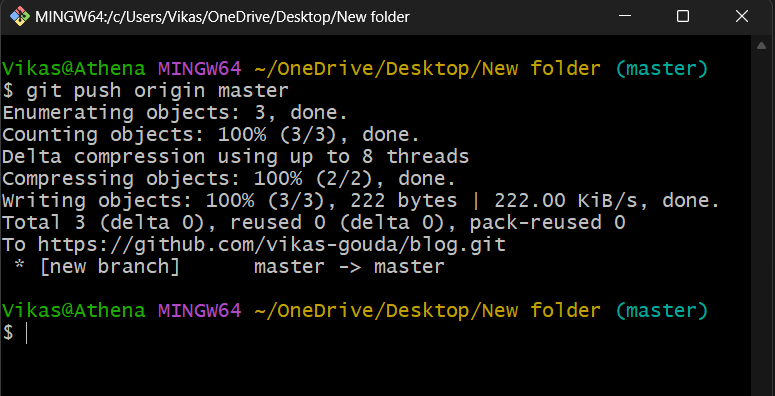 MINGW64:/c/Users/Vikas/OneDrive/Desktop/New folder
Vikas@Athena MINGW64 ~/OneDrive/Desktop/New folder (master)
$ git push origin master
Enumerating objects: 3, done.
Counting objects: 100% (3/3), done.
Delta compression using up to 8 threads
Compressing objects: 100% (2/2), done.
Writing objects: 100% (3/3), 222 bytes | 222.00 KiB/s, done.
Total 3 (delta 0), reused 0 (delta 0), pack-reused 0
To https://github.com/vikas-gouda/blog.git
 * [new branch]      master -> master
Vikas@Athena MINGW64 ~/OneDrive/Desktop/New folder (master)
$